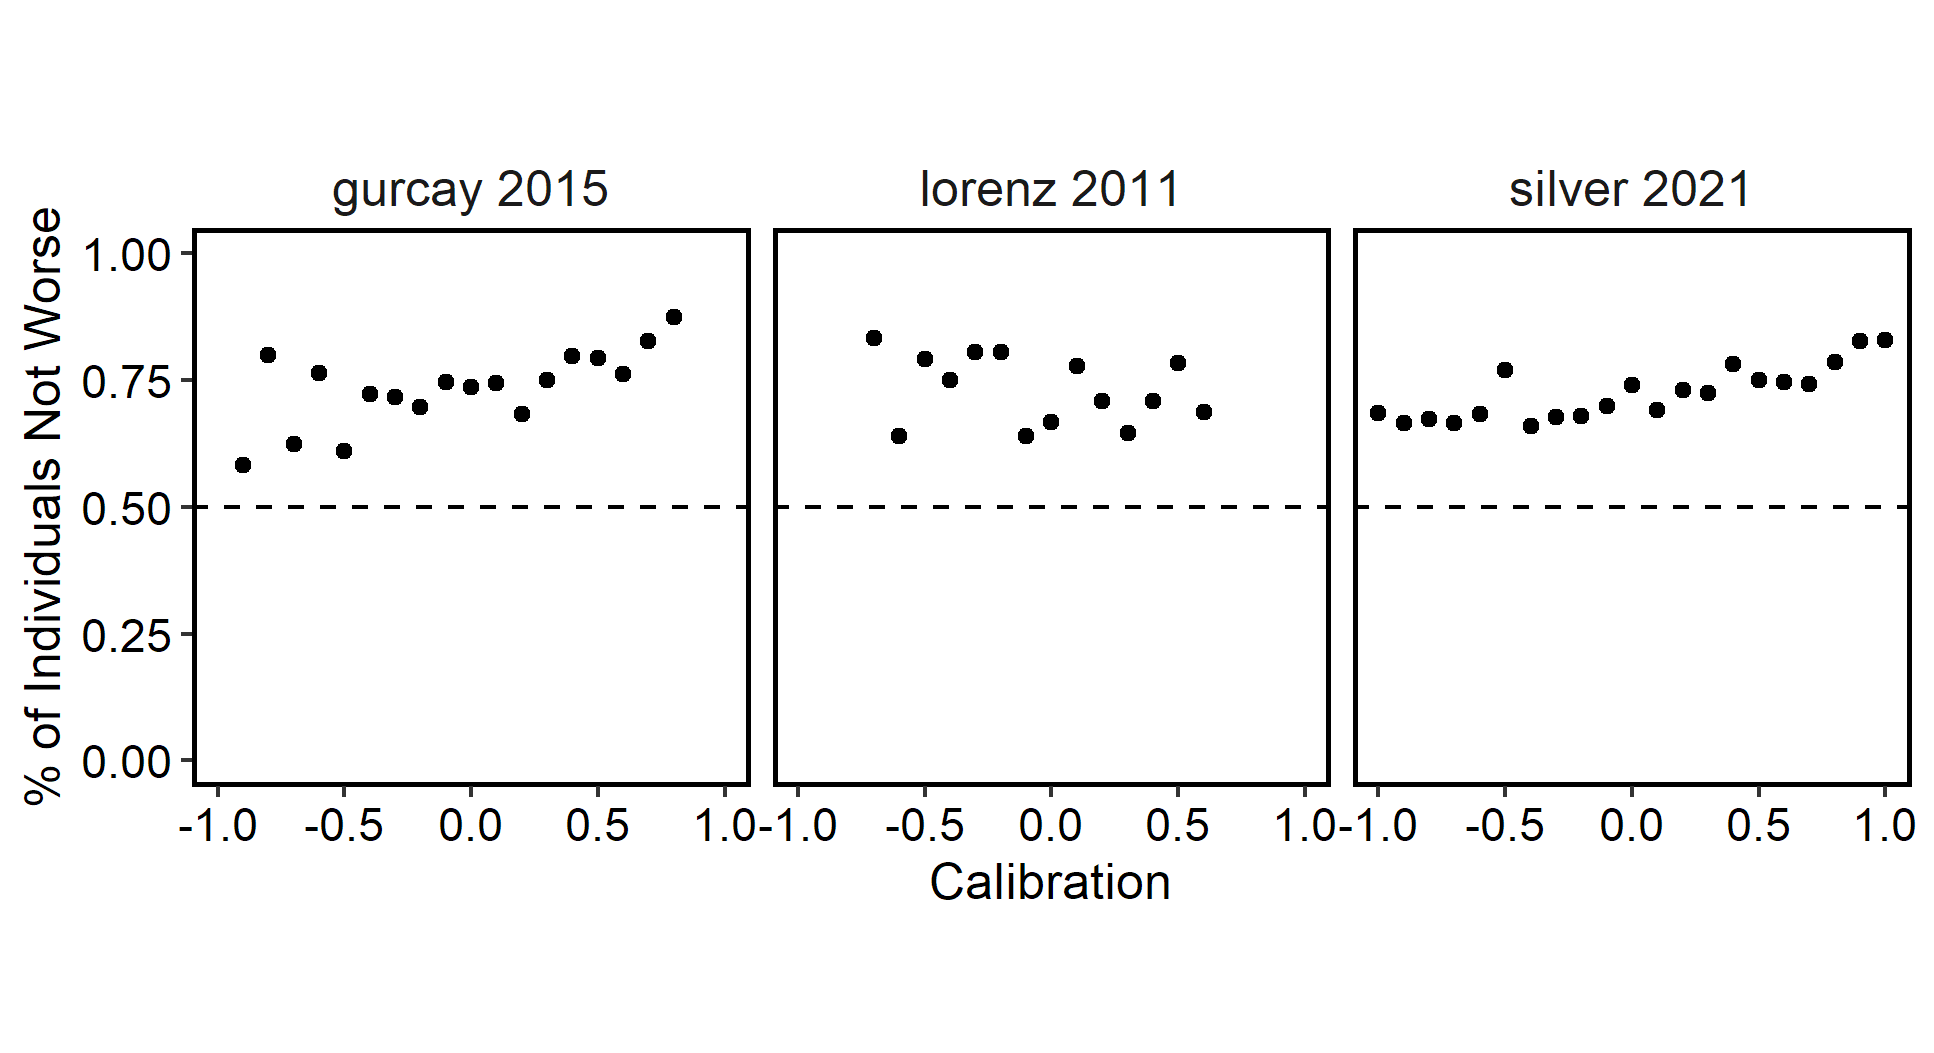 gurcay 2015
lorenz 2011
silver 2021
% of Individuals Not Worse
1.00
0.75
0.50
0.25
0.00
-1.0 -0.5 0.0 0.5 1.0
-1.0 -0.5 0.0 0.5 1.0
-1.0 -0.5 0.0 0.5 1.0
Calibration